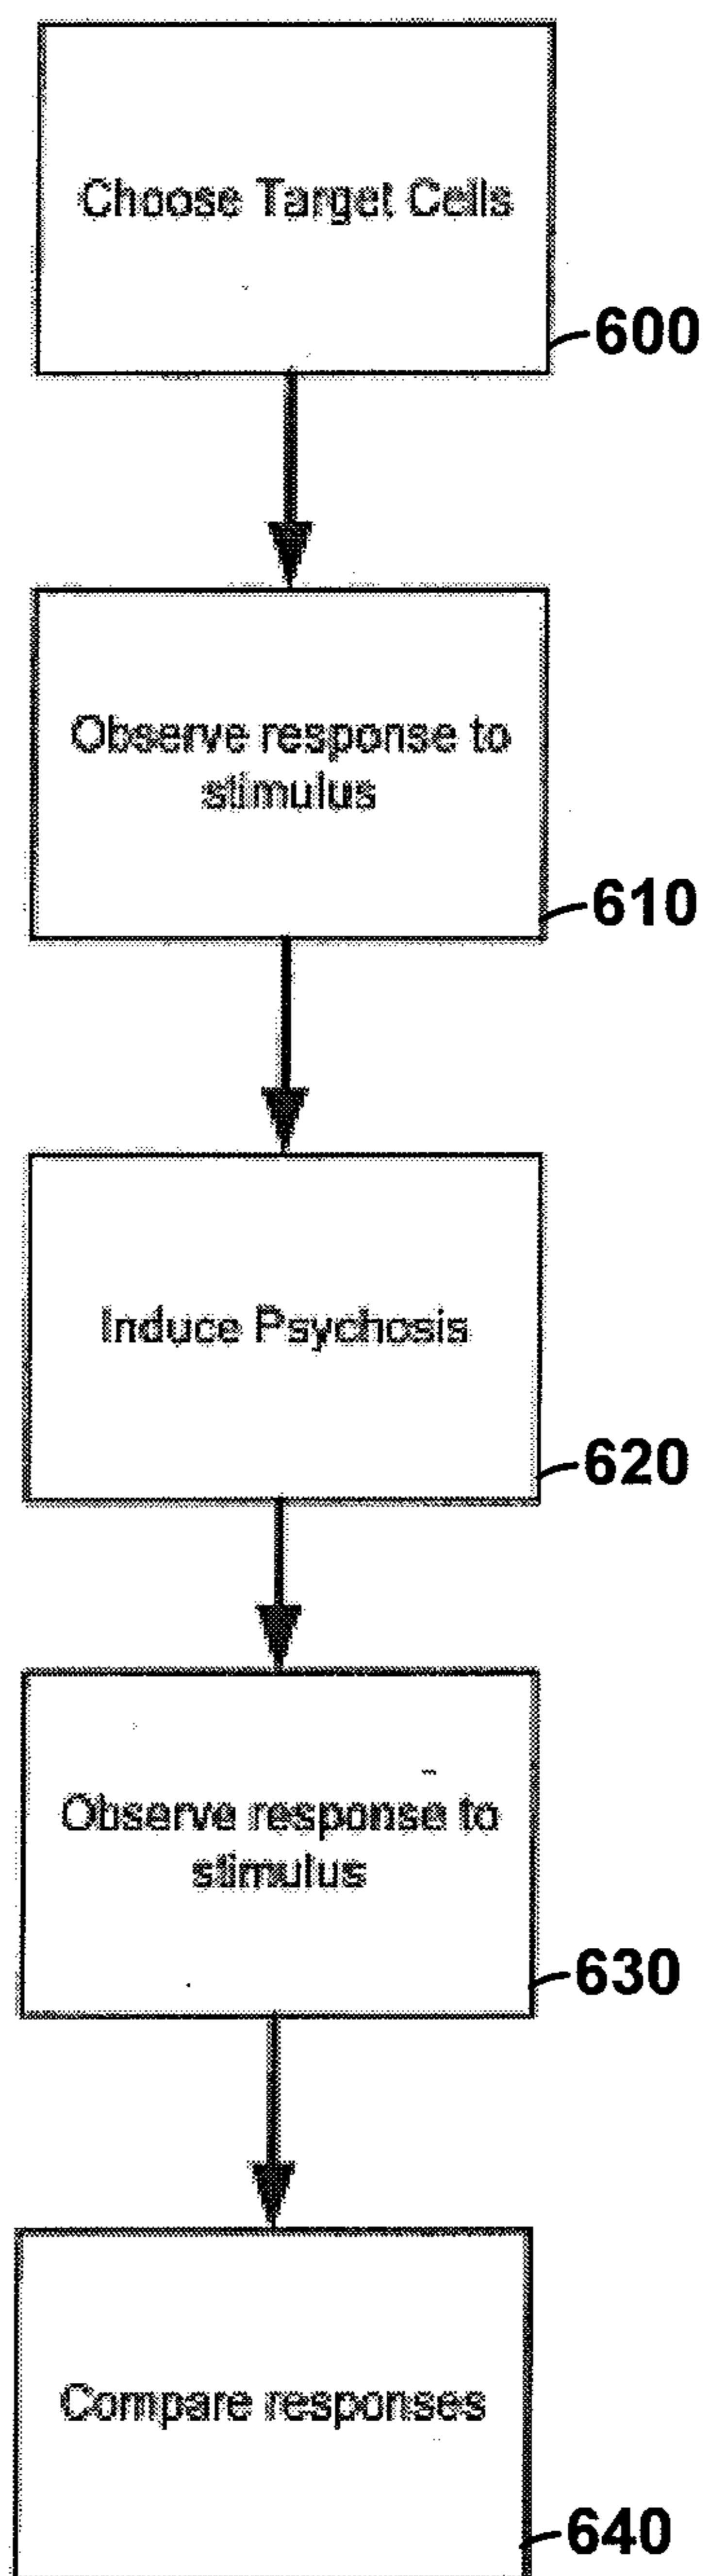 Choose Target Cells
600
Observe response to
stimulus
610
Induce Psychosis
620
Observe response to
stimulus
630
Compare responses
640